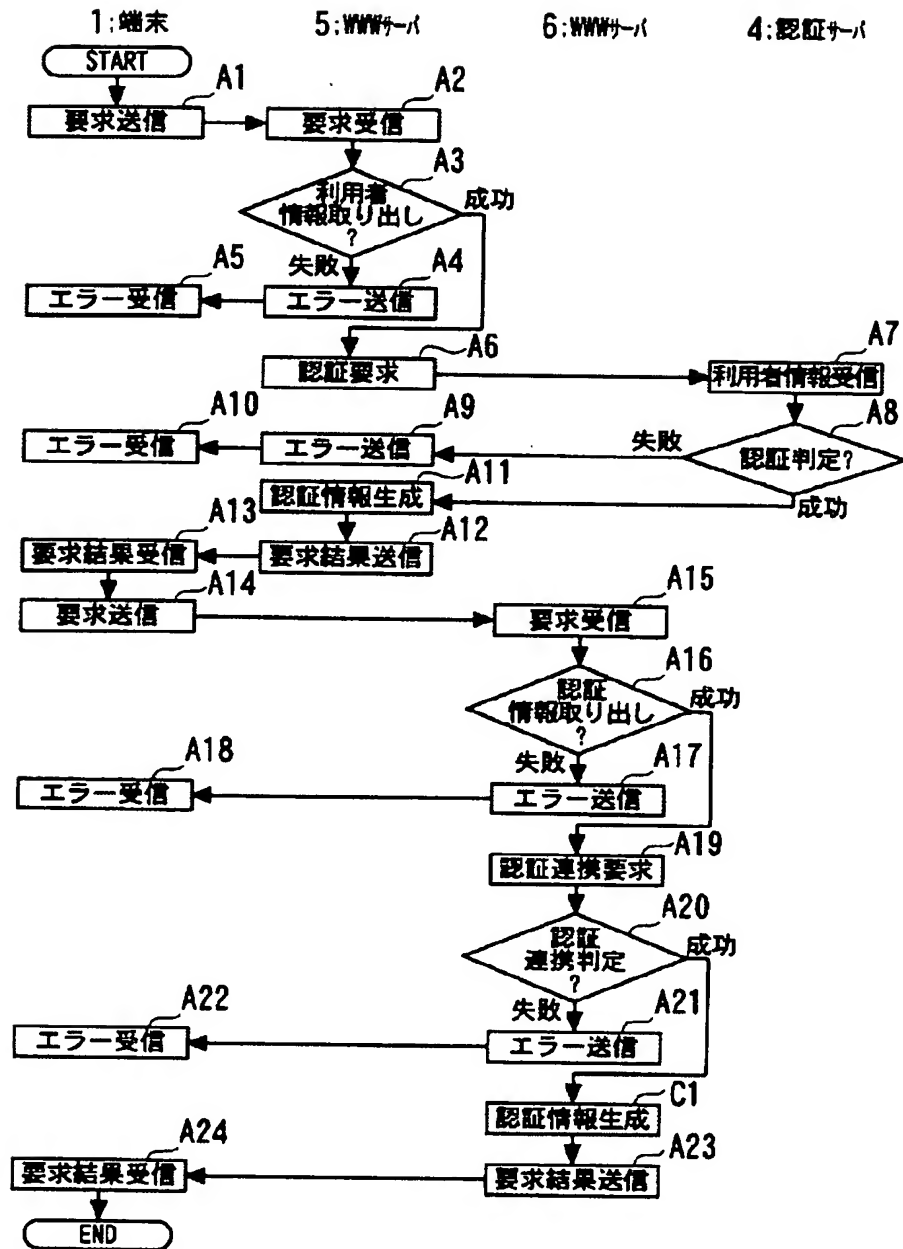 1:端末 5:WWWサーバ 6:WWWサーバ 4:認証サーバ
START
A1 A2
要求送信 要求受信
A3
利用者
情報取り出し
?
成功
失敗
A5 A4
エラー受信 エラー送信
A6 A7
認証要求 利用者情報受信
A10 A9 A8
エラー受信 エラー送信 失敗 認証判定?
A11
認証情報生成 成功
A13 A12
要求結果受信 要求結果送信
A14 A15
要求送信 要求受信
A16
認証
情報取り出し
?
成功
失敗
A18 A17
エラー受信 エラー送信
A19
認証連携要求
A20
認証
連携判定
?
成功
失敗
A22 A21
エラー受信 エラー送信
C1
認証情報生成
A24 A23
要求結果受信 要求結果送信
END